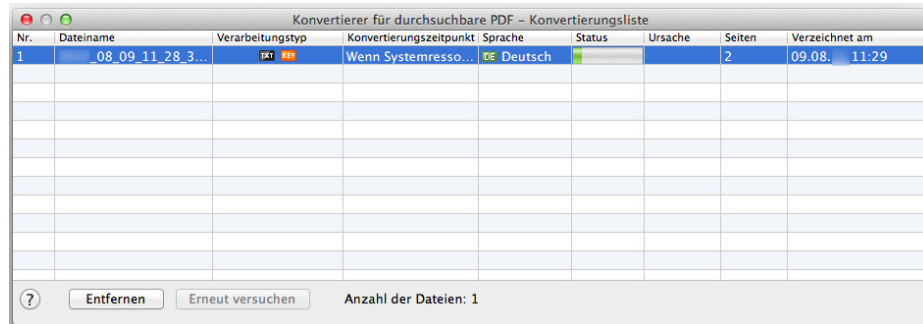 Konvertierer für durchsuchbare PDF – Konvertierungsliste
Nr. Dateiname Verarbeitungstyp Konvertierungszeitpunkt Sprache Status Ursache Seiten Verzeichnet am
1 _08_09_11_28_3... TXT KEY Wenn Systemresso... DE Deutsch 2 09.08. 11:29
? Entfernen Erneut versuchen Anzahl der Dateien: 1